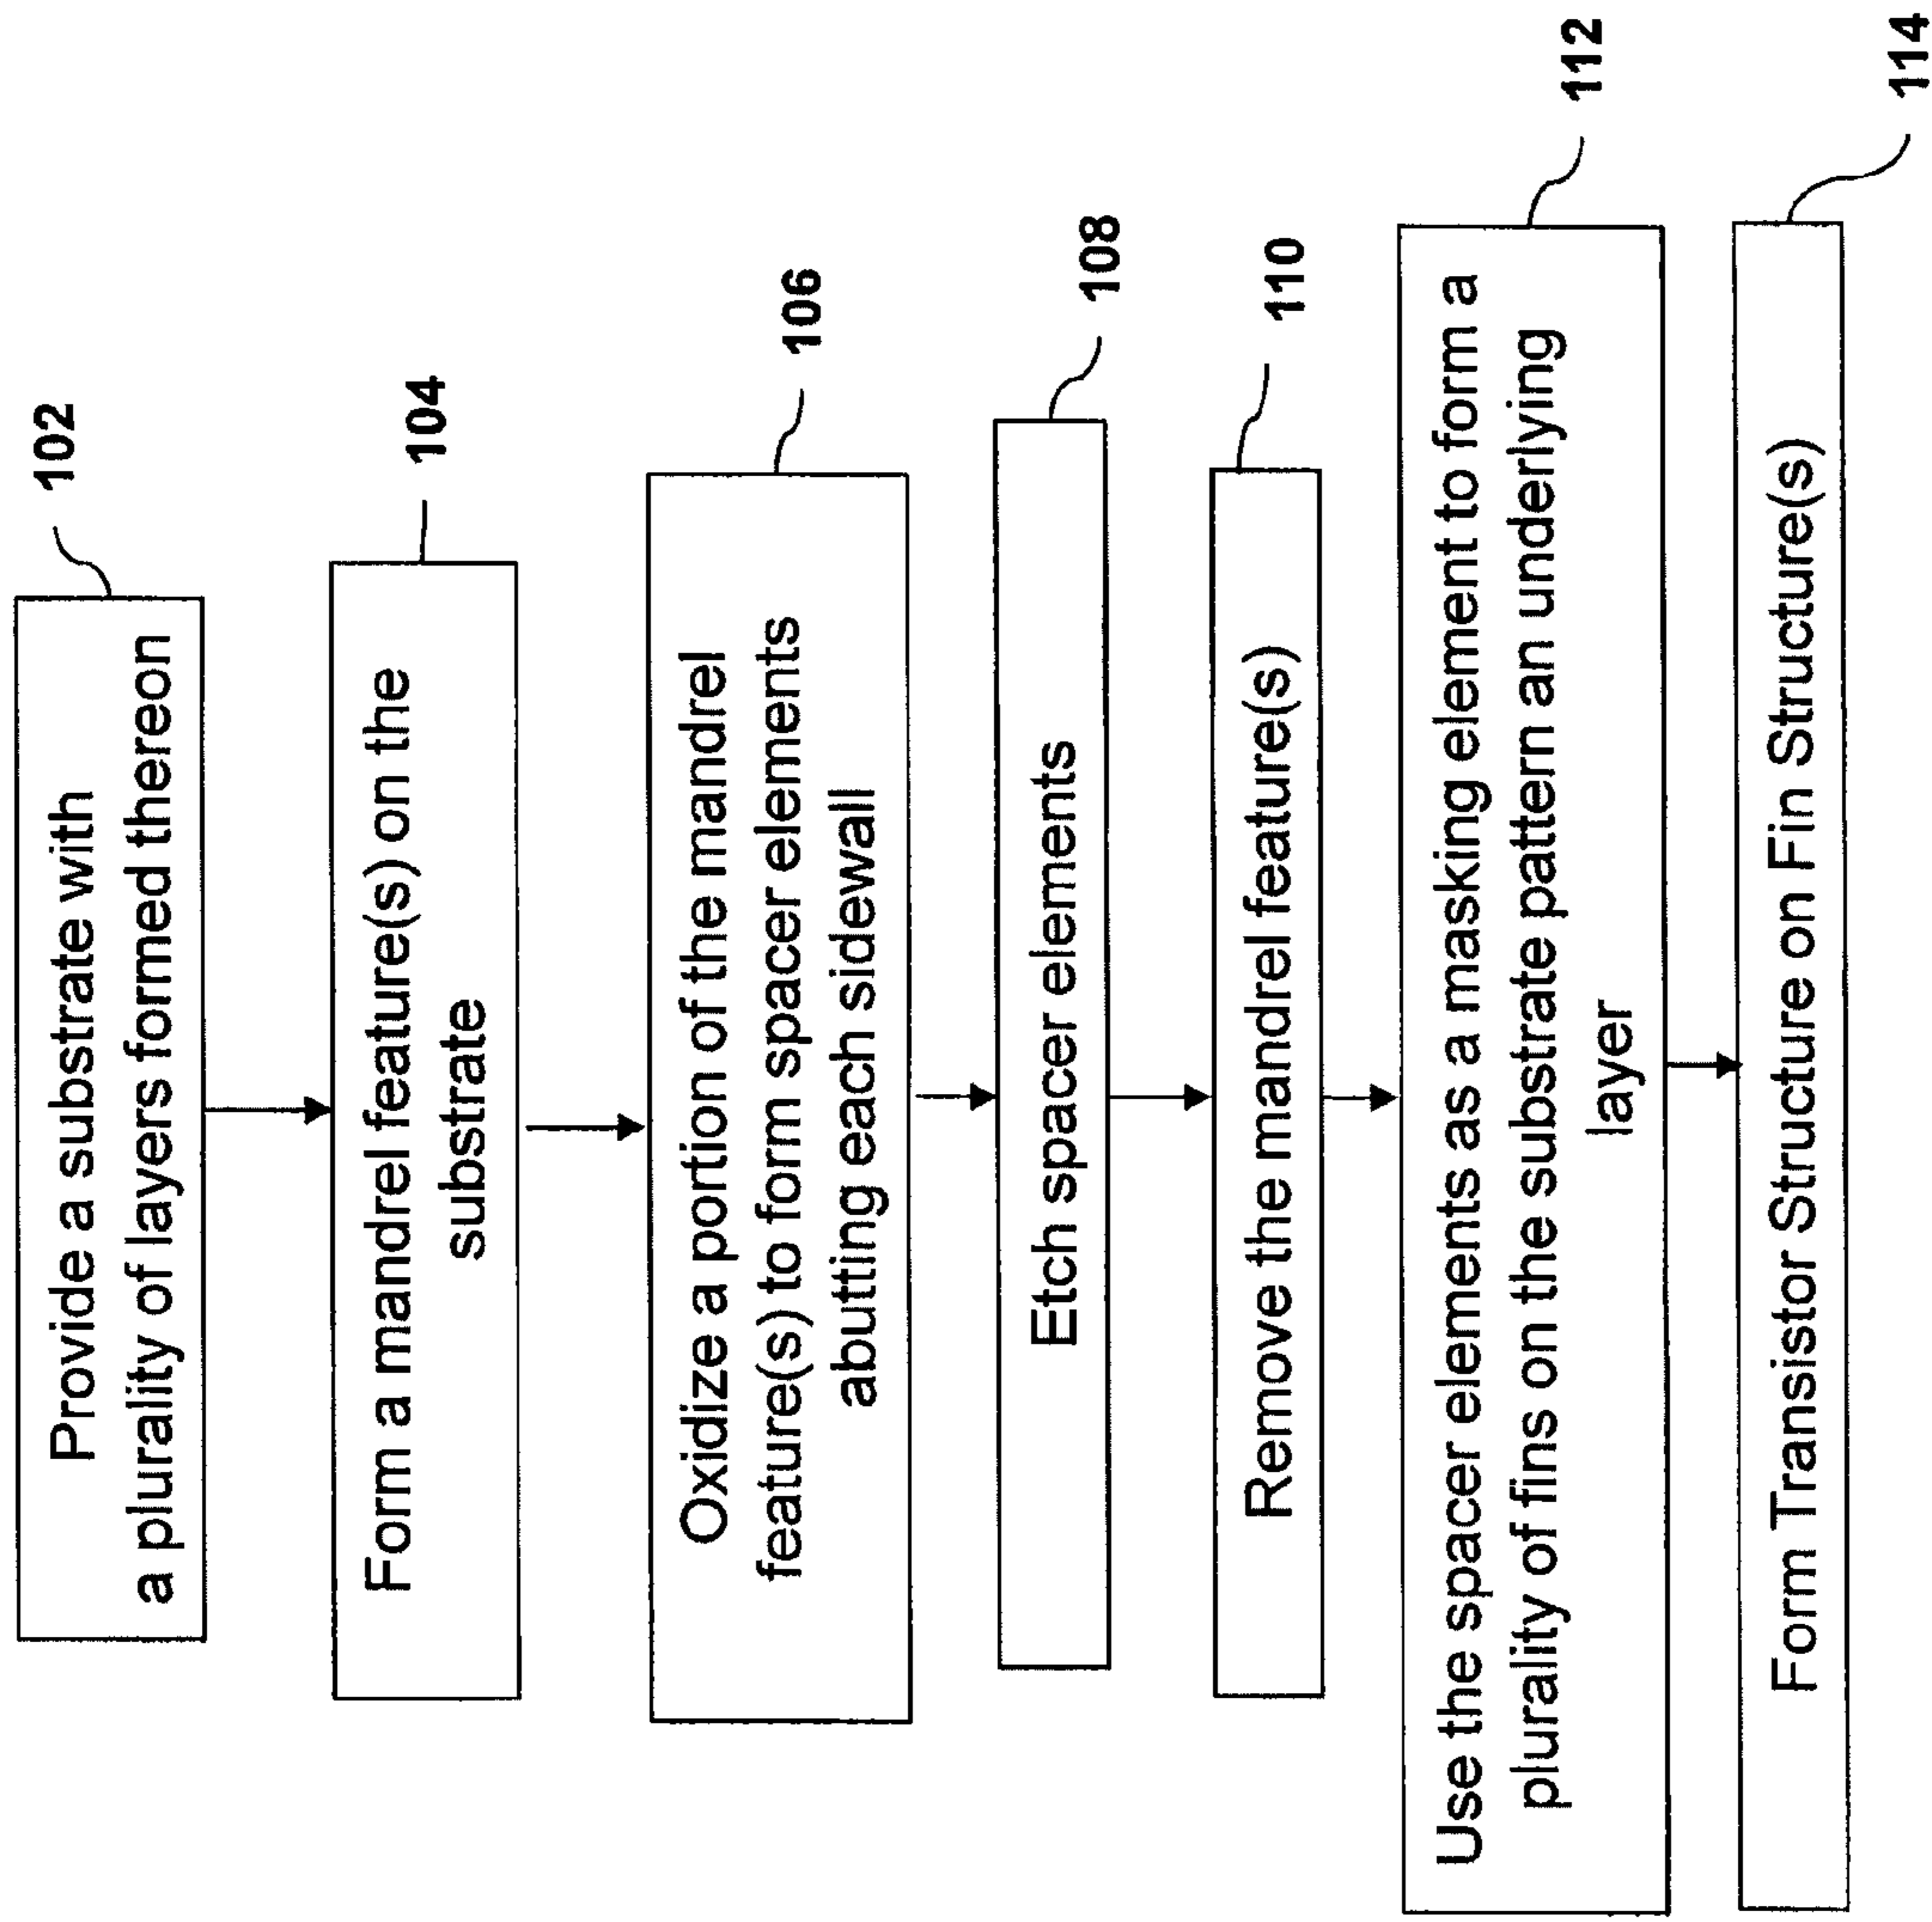 Provide a substrate with
a plurality of layers formed thereon
102
Form a mandrel feature(s) on the
substrate
104
Oxidize a portion of the mandrel
feature(s) to form spacer elements
abutting each sidewall
106
Etch spacer elements
108
Remove the mandrel feature(s)
110
Use the spacer elements as a masking element to form a
plurality of fins on the substrate pattern an underlying
layer
112
Form Transistor Structure on Fin Structure(s)
114